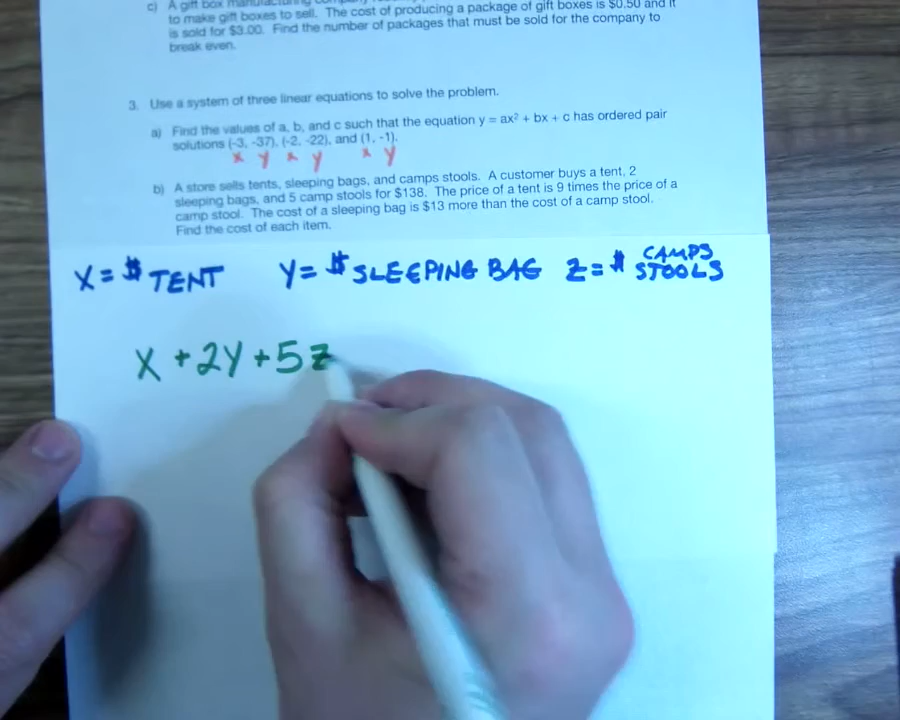 c) A gift box manufacturing
to make gift boxes to sell. The cost of producing a package of gift boxes is $0.50 and it
is sold for $3.00. Find the number of packages that must be sold for the company to
break even.
3. Use a system of three linear equations to solve the problem.
a) Find the values of a, b, and c such that the equation y = ax² + bx + c has ordered pair
solutions (-3, -37), (-2, -22), and (1, -1).
x y x y x y
b) A store sells tents, sleeping bags, and camps stools. A customer buys a tent, 2
sleeping bags, and 5 camp stools for $138. The price of a tent is 9 times the price of a
camp stool. The cost of a sleeping bag is $13 more than the cost of a camp stool.
Find the cost of each item.
X = $ TENT Y = $ SLEEPING BAG Z = $ CAMPS STOOLS
X + 2Y + 5Z